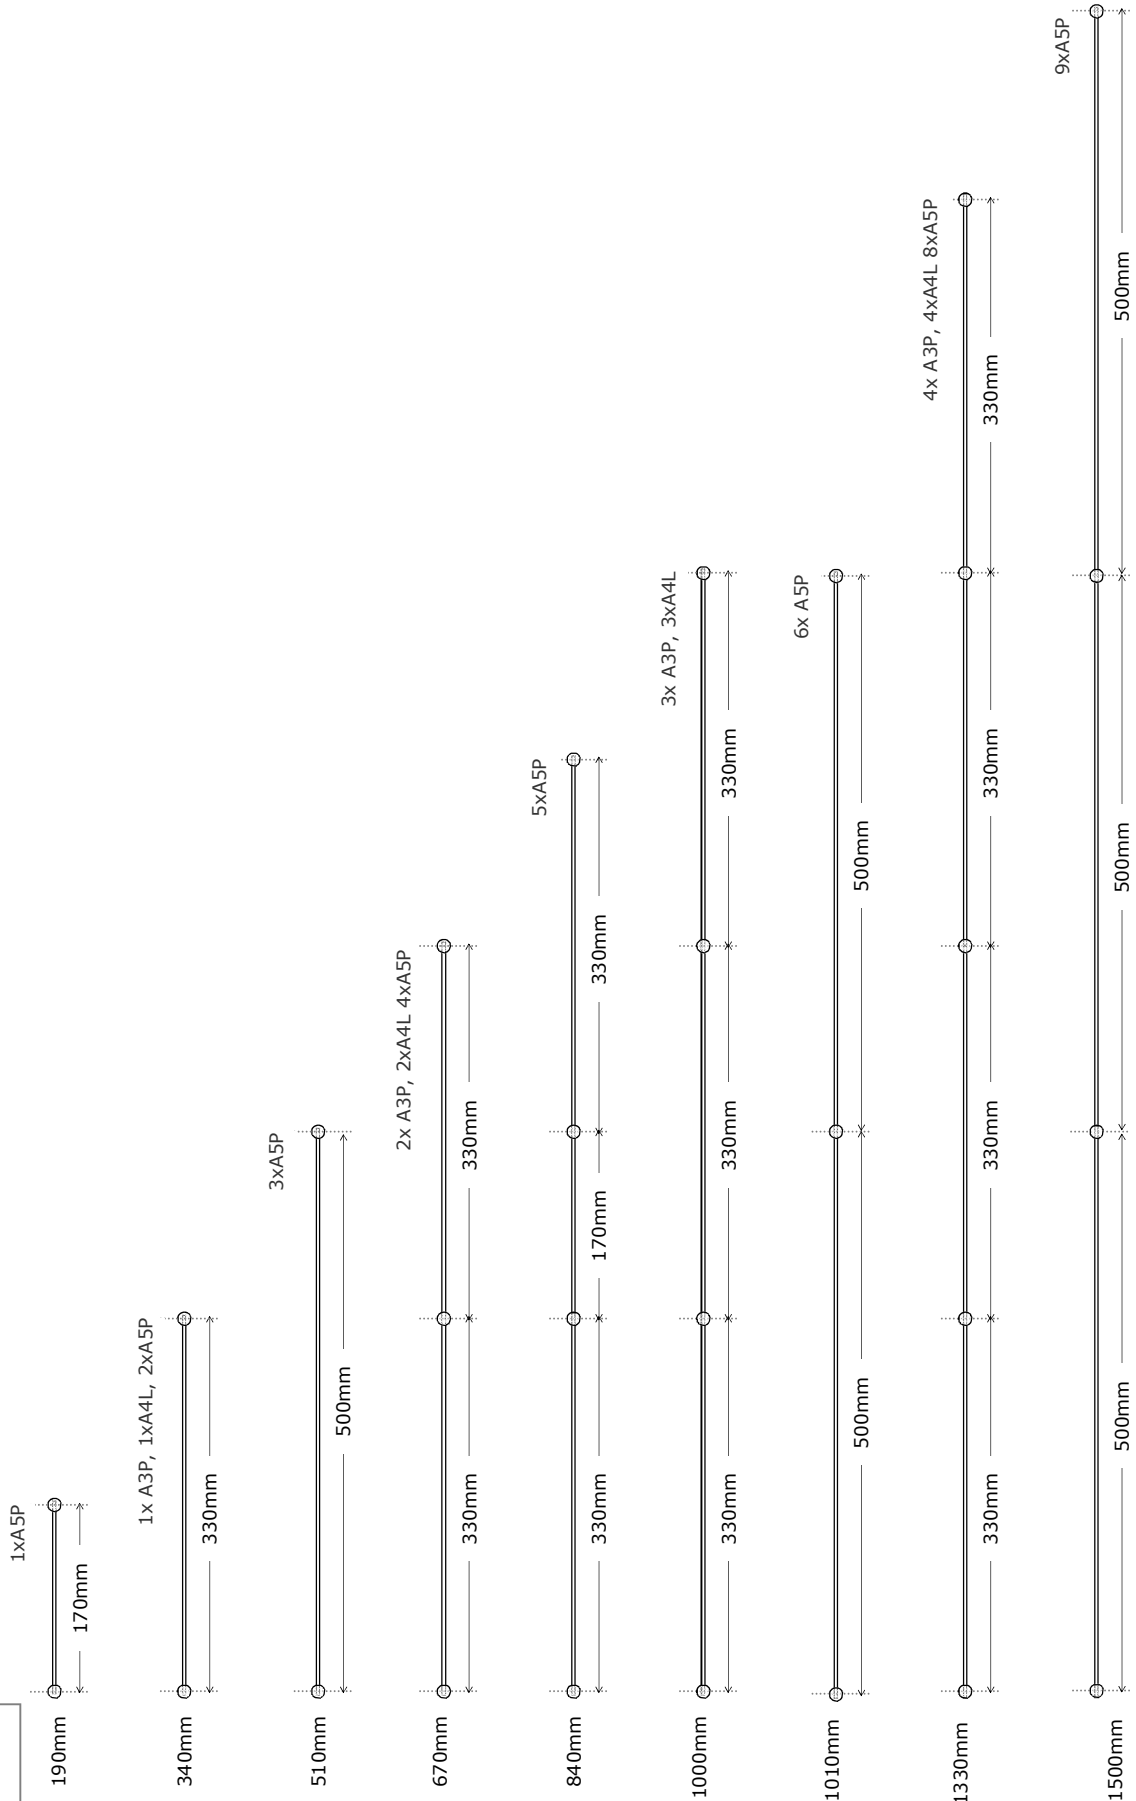 1xA5P
170mm
190mm
1x A3P, 1xA4L, 2xA5P
330mm
340mm
3xA5P
500mm
510mm
2x A3P, 2xA4L 4xA5P
330mm
330mm
670mm
5xA5P
330mm
170mm
330mm
840mm
3x A3P, 3xA4L
330mm
330mm
330mm
1000mm
6x A5P
500mm
500mm
1010mm
4x A3P, 4xA4L 8xA5P
330mm
330mm
330mm
330mm
1330mm
9xA5P
500mm
500mm
500mm
1500mm